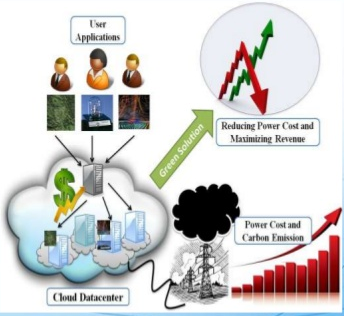 User
Applications
Green Solution
Reducing Power Cost and
Maximizing Revenue
Power Cost and
Carbon Emission
Cloud Datacenter